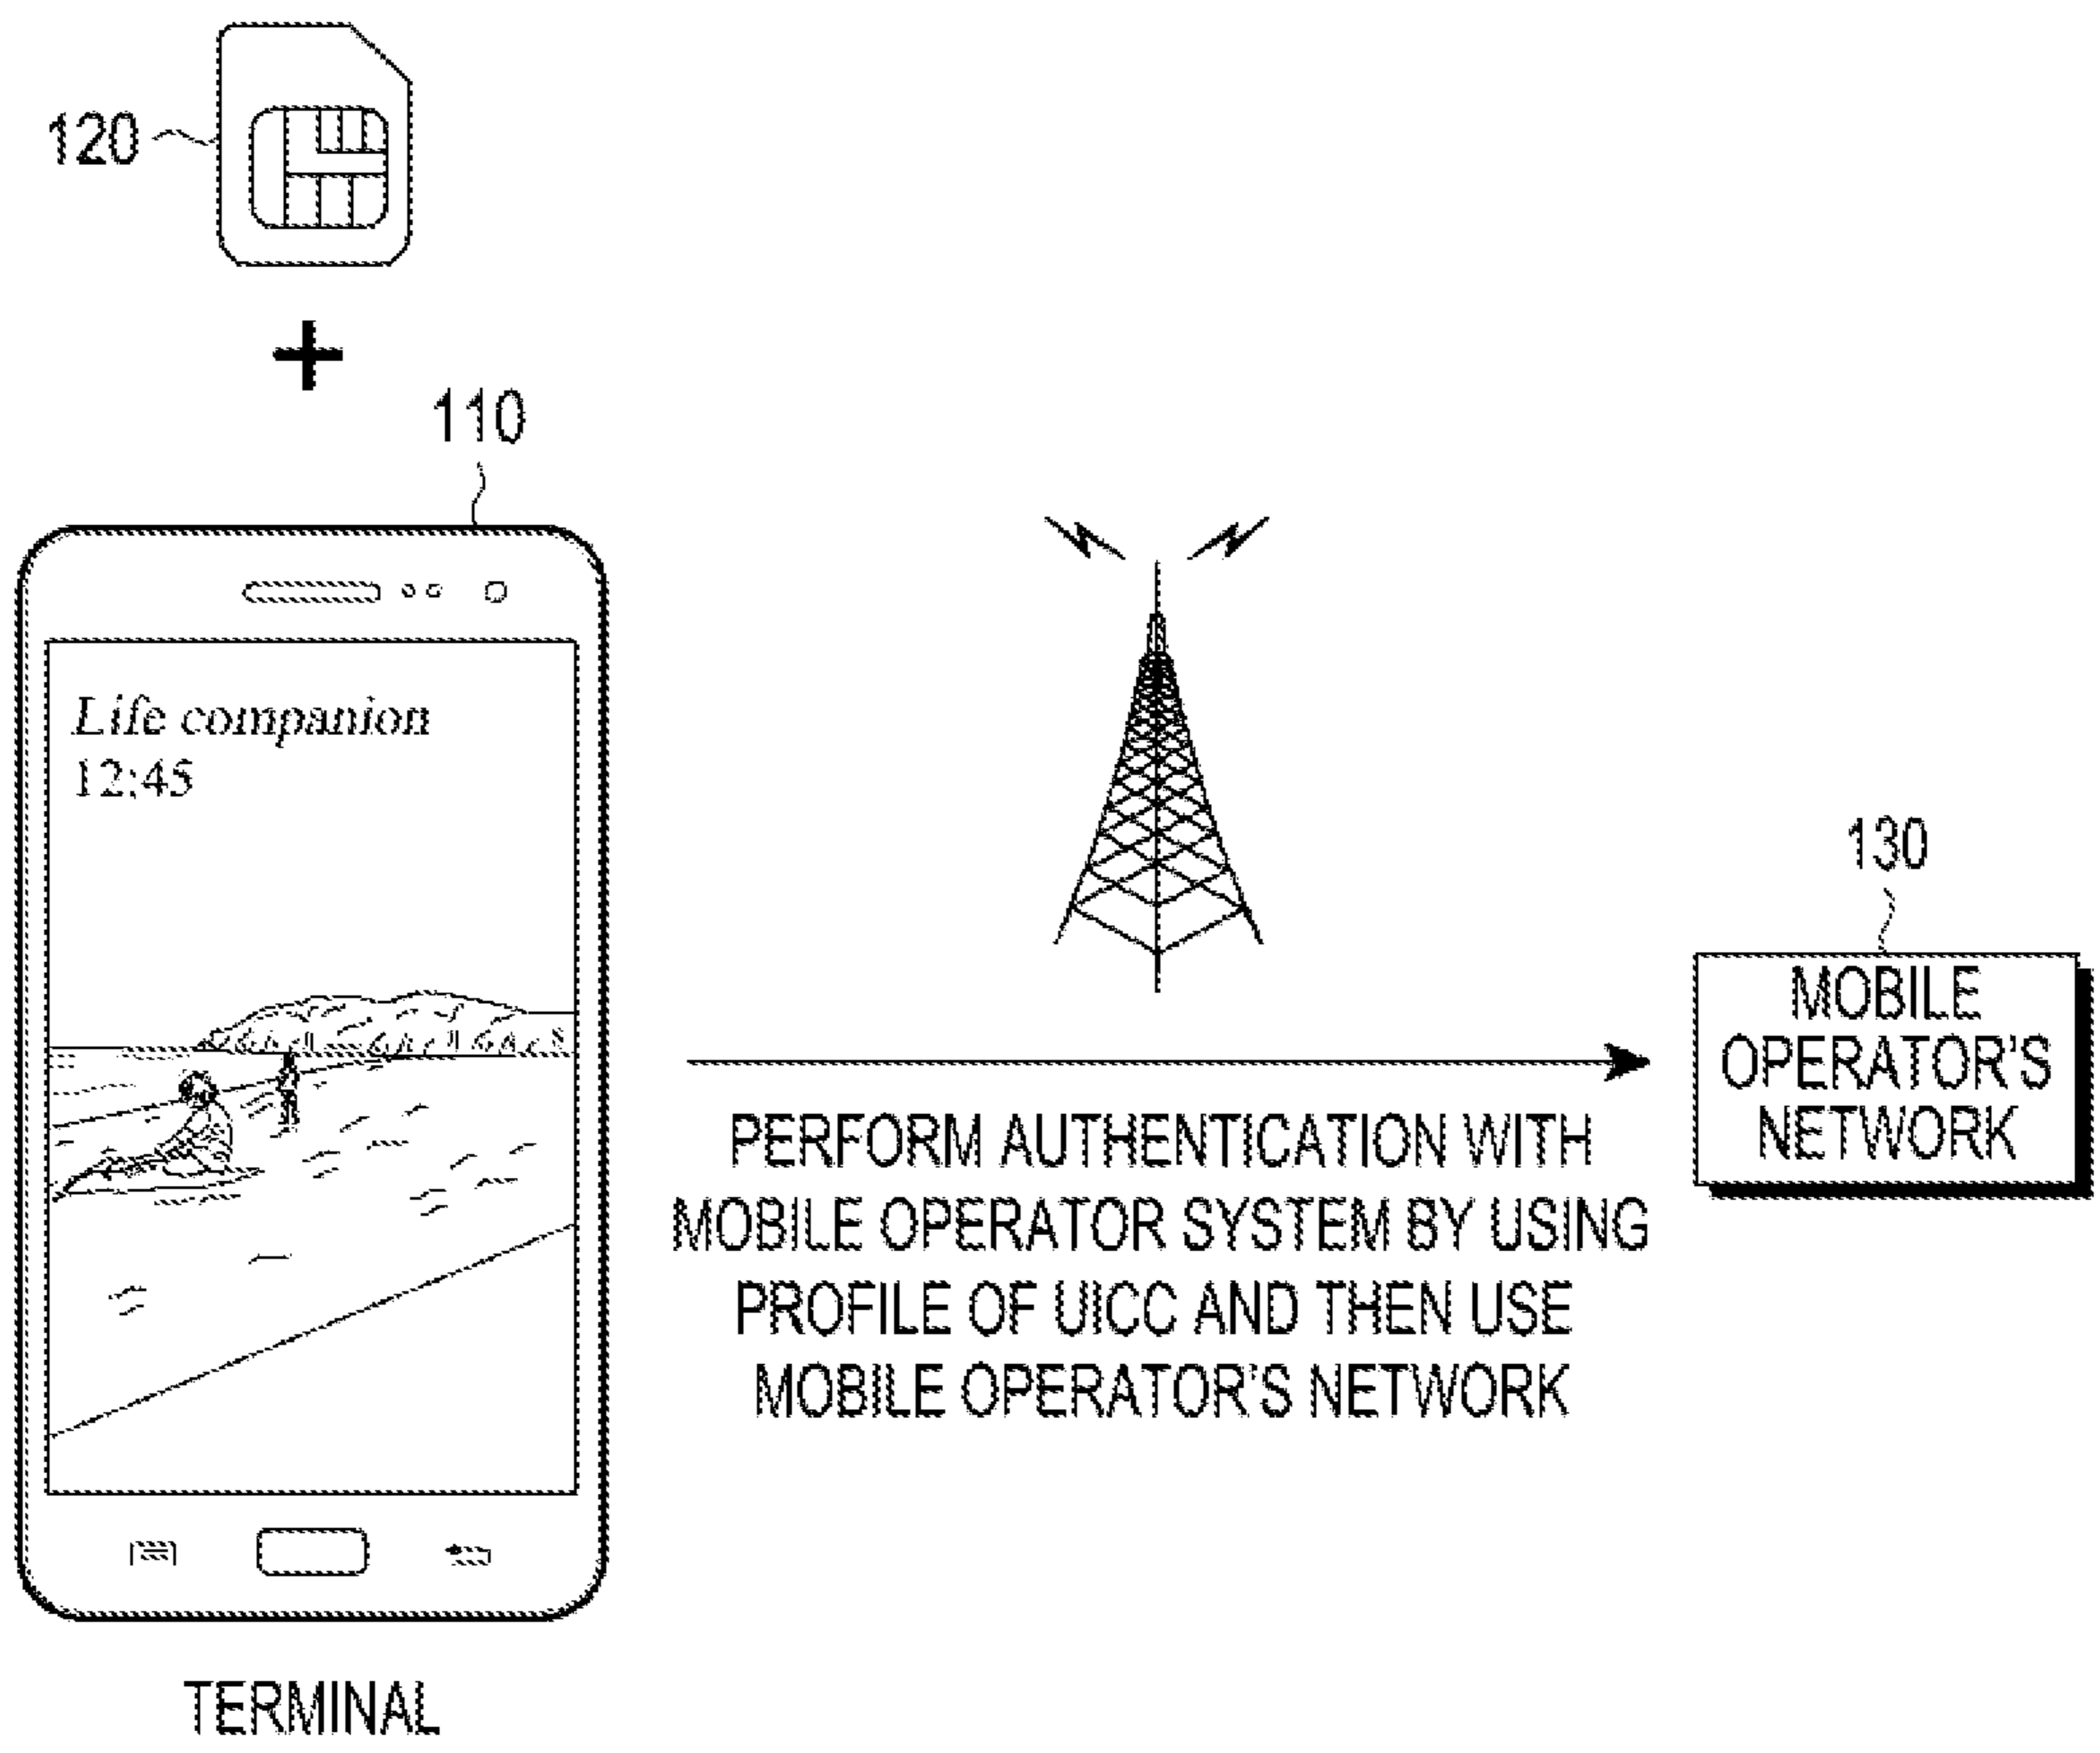 120
+
110
Life companion
12:45
130
MOBILE
OPERATOR'S
NETWORK
PERFORM AUTHENTICATION WITH
MOBILE OPERATOR SYSTEM BY USING
PROFILE OF UICC AND THEN USE
MOBILE OPERATOR'S NETWORK
TERMINAL